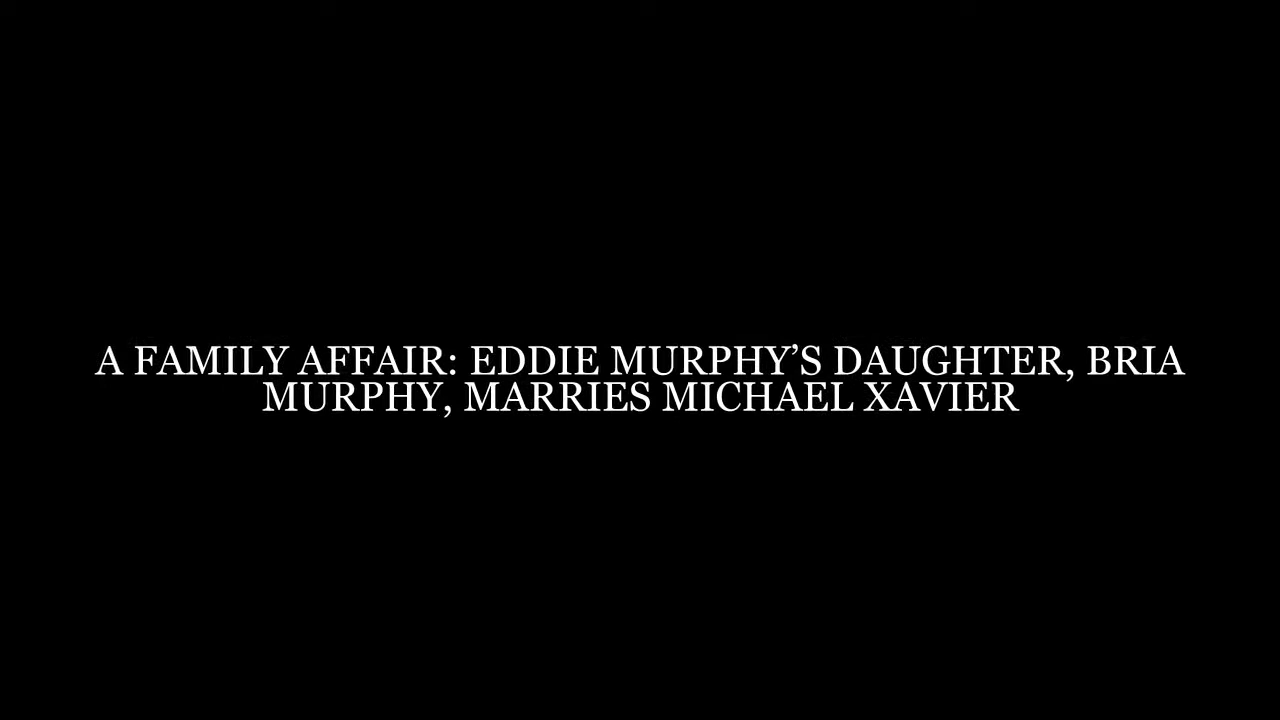 A FAMILY AFFAIR: EDDIE MURPHY’S DAUGHTER, BRIA
MURPHY, MARRIES MICHAEL XAVIER